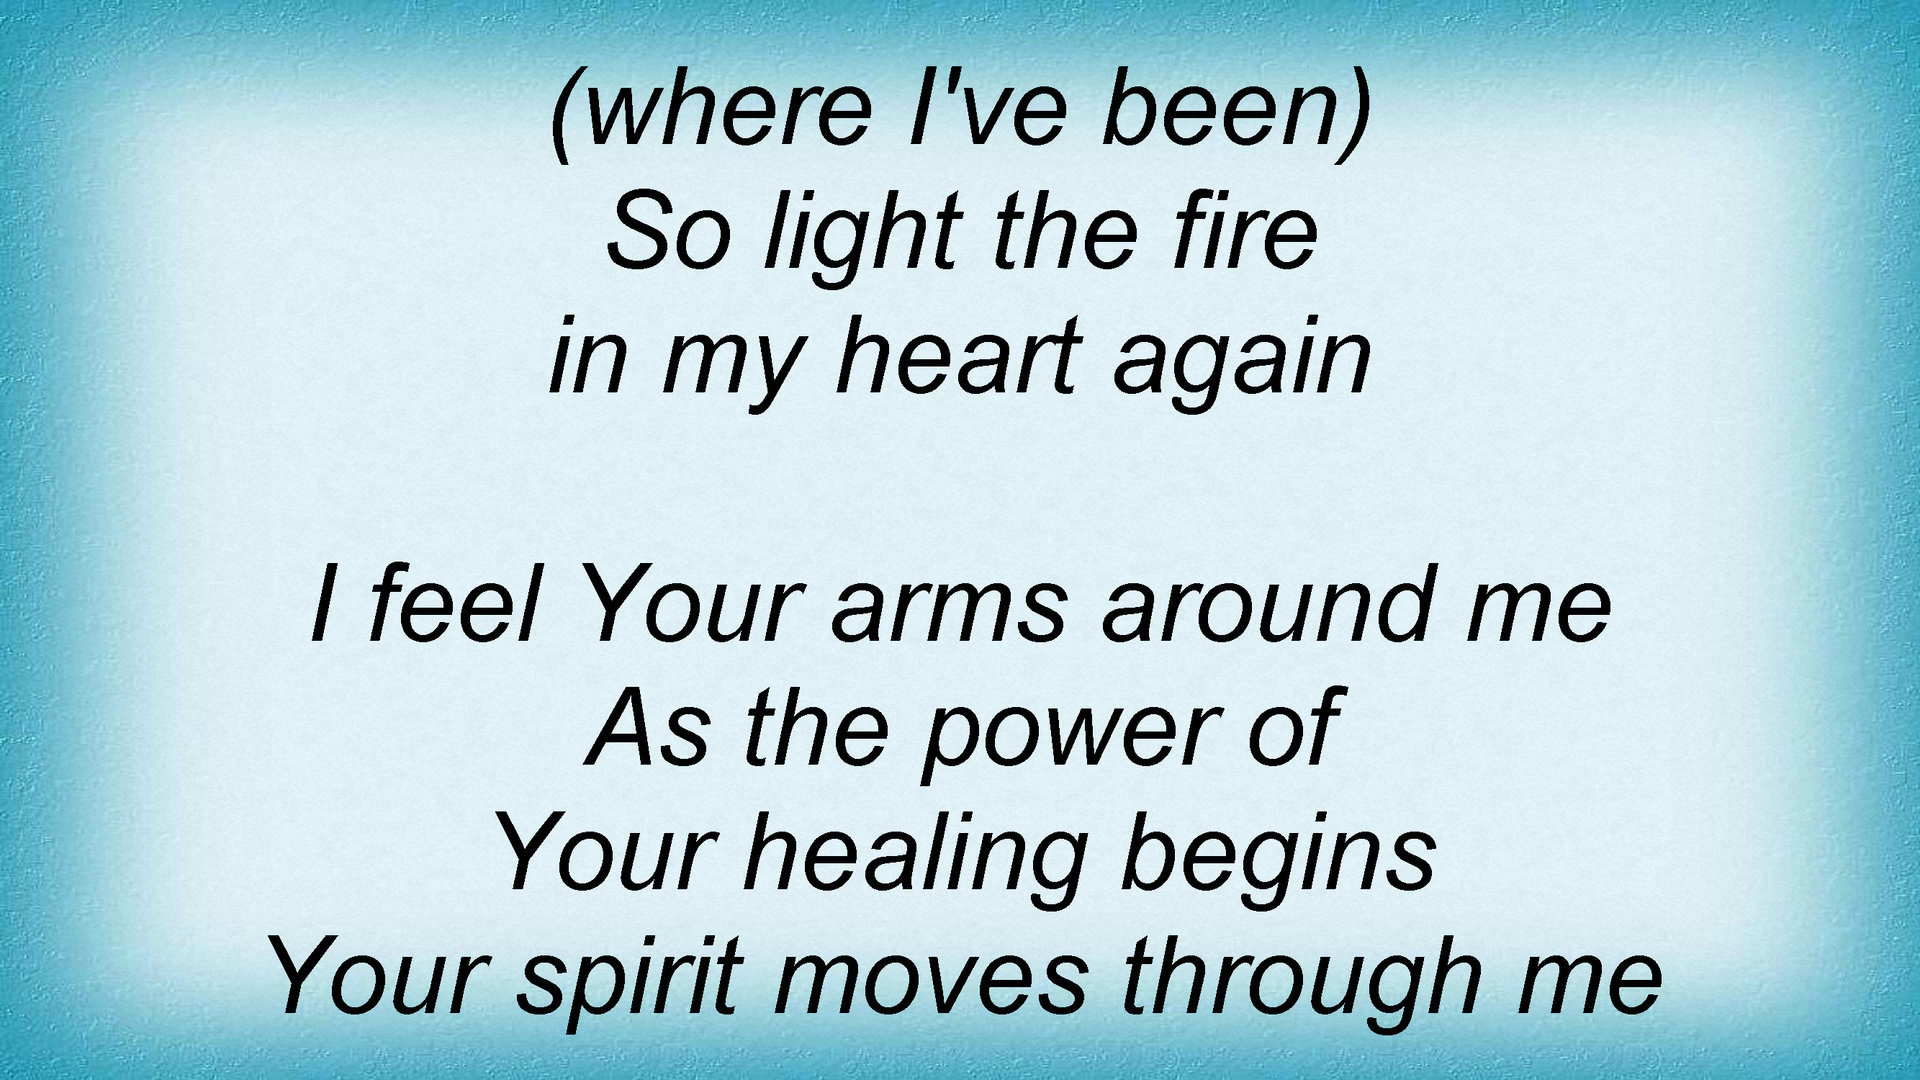 (where I've been)
So light the fire
in my heart again
I feel Your arms around me
As the power of
Your healing begins
Your spirit moves through me